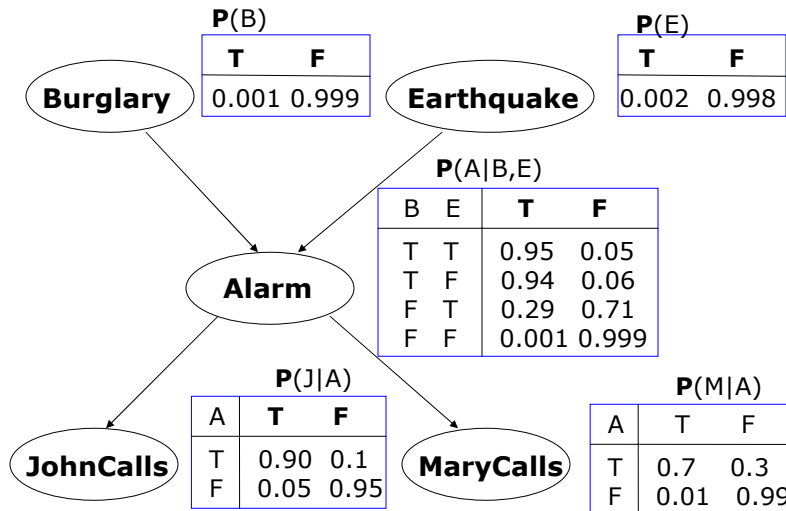 P(B)
T F
Burglary
0.001 0.999
P(E)
T F
Earthquake
0.002 0.998
P(A|B,E)
B E T F
T T 0.95 0.05
T F 0.94 0.06
F T 0.29 0.71
F F 0.001 0.999
Alarm
P(J|A)
A T F
T 0.90 0.1
F 0.05 0.95
JohnCalls
P(M|A)
A T F
T 0.7 0.3
F 0.01 0.99
MaryCalls